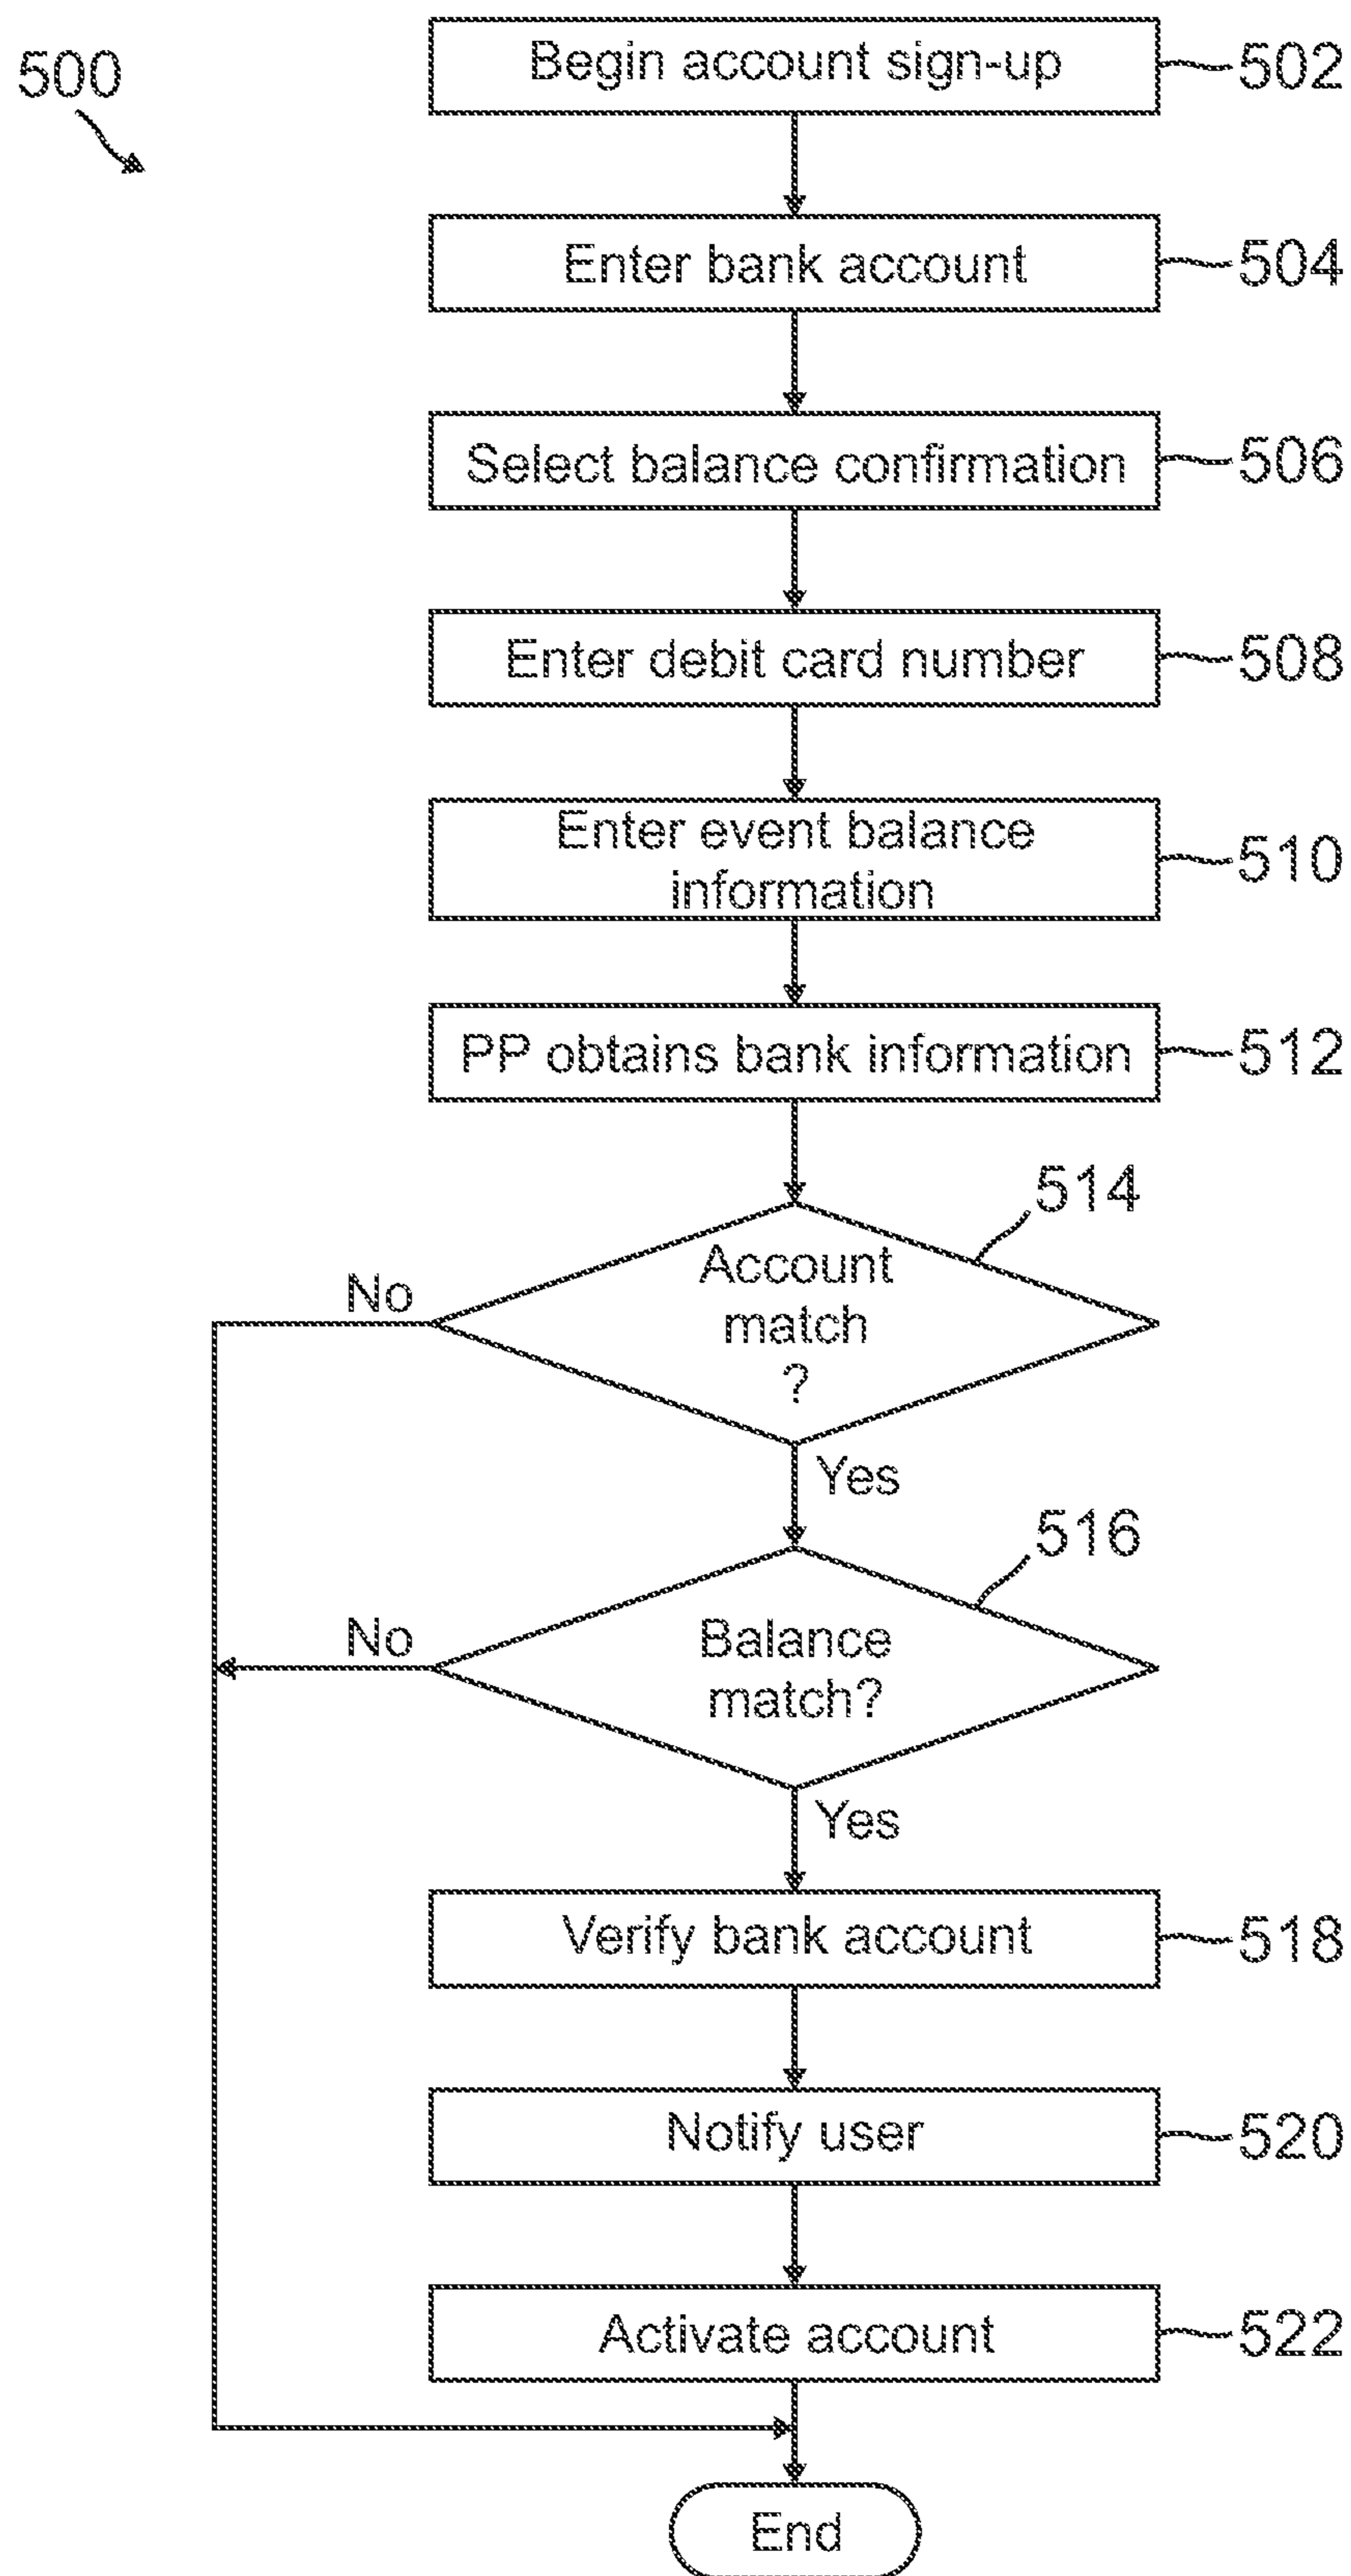 500
Begin account sign-up
502
Enter bank account
504
Select balance confirmation
506
Enter debit card number
508
Enter event balance
information
510
PP obtains bank information
512
514
Account
match
?
No
Yes
516
Balance
match?
No
Yes
Verify bank account
518
Notify user
520
Activate account
522
End